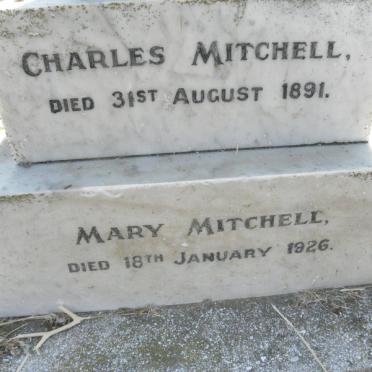 CHARLES MITCHELL,
DIED 31ST AUGUST 1891.
MARY MITCHELL,
DIED 18TH JANUARY 1926.